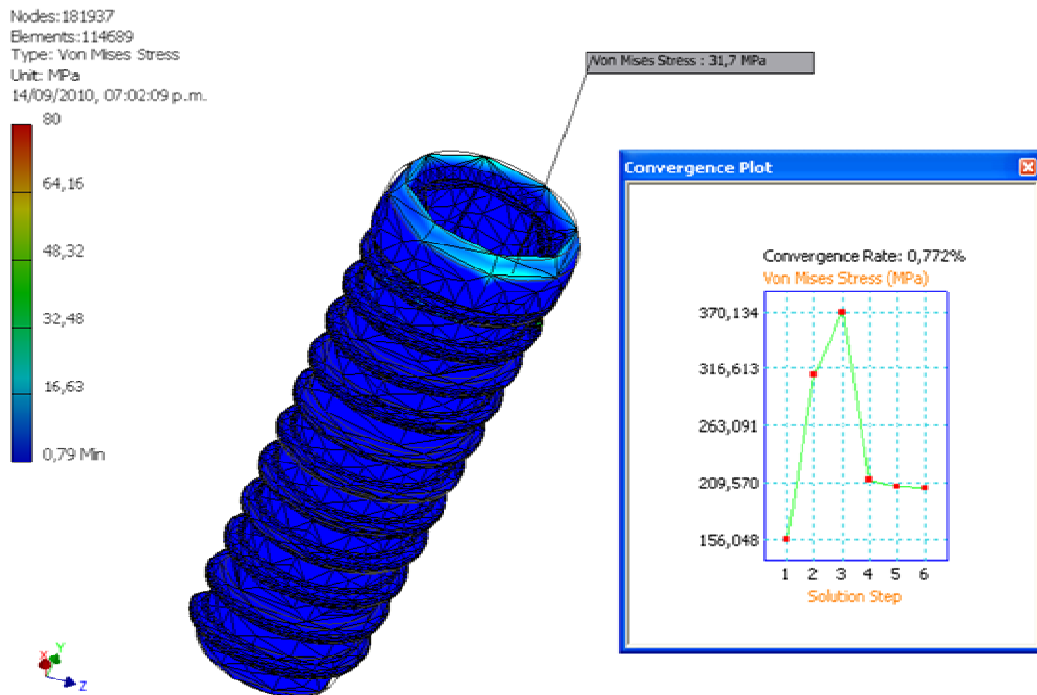 Nodes:181937
Elements:114689
Type: Von Mises Stress
Unit: MPa
14/09/2010, 07:02:09 p.m.
80
64,16
48,32
32,48
16,63
0,79 Min
Von Mises Stress : 31,7 MPa
Convergence Plot
Convergence Rate: 0,772%
Von Mises Stress (MPa)
370,134
316,613
263,091
209,570
156,048
1 2 3 4 5 6
Solution Step
X Y Z